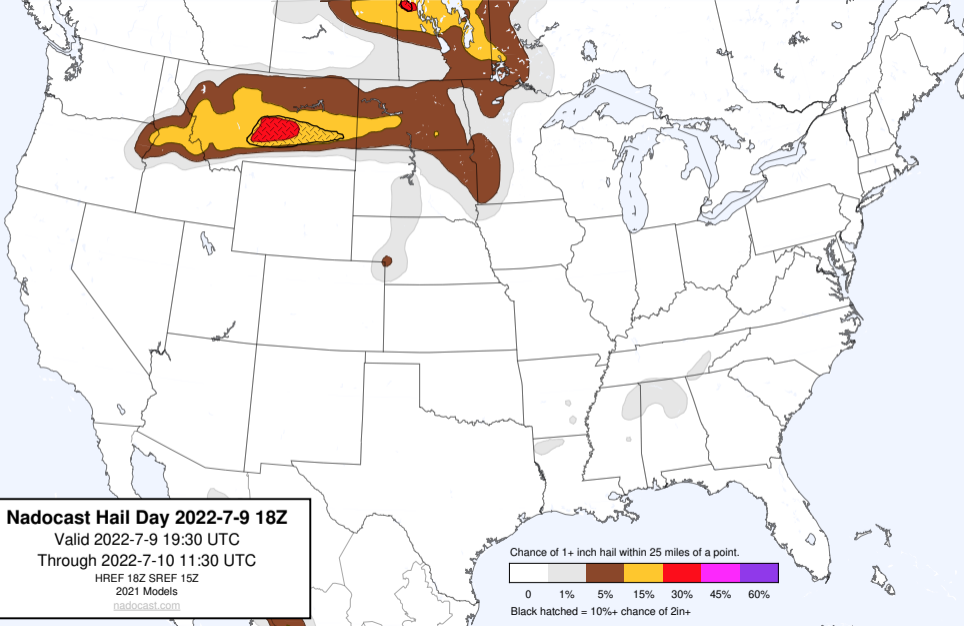 Nadocast Hail Day 2022-7-9 18Z
Valid 2022-7-9 19:30 UTC
Through 2022-7-10 11:30 UTC
HREF 18Z SREF 15Z
2021 Models
nadocast.com
Chance of 1+ inch hail within 25 miles of a point.
0 1% 5% 15% 30% 45% 60%
Black hatched = 10%+ chance of 2in+